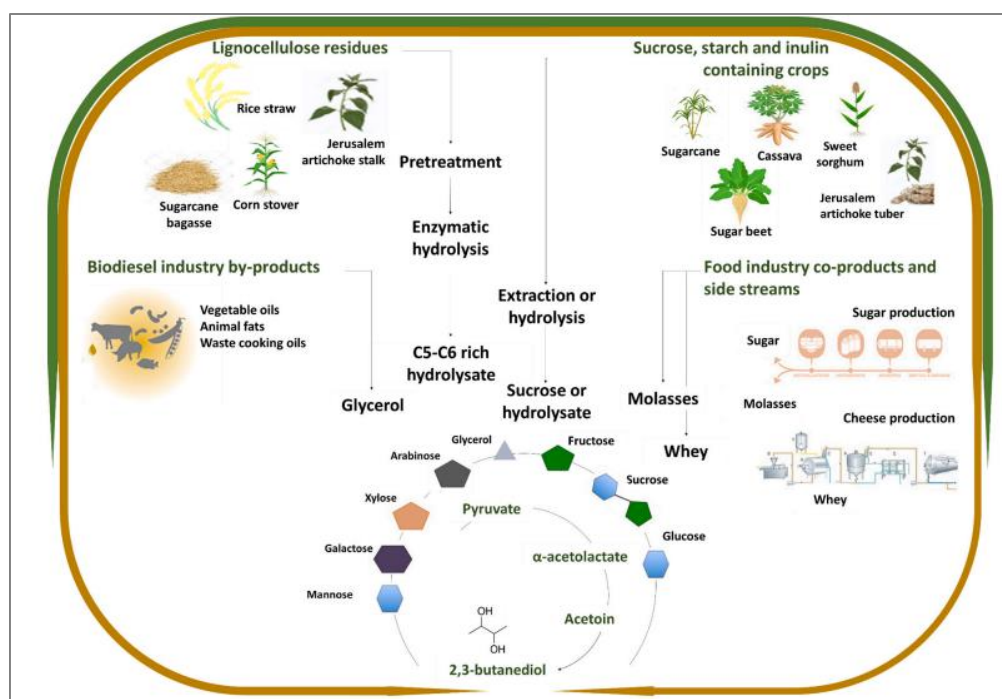 Lignocellulose residues
Rice straw
Jerusalem
artichoke stalk
Sugarcane
bagasse
Corn stover
Pretreatment
Enzymatic
hydrolysis
C5-C6 rich
hydrolysate
Sucrose, starch and inulin
containing crops
Sugarcane
Cassava
Sweet
sorghum
Sugar beet
Jerusalem
artichoke tuber
Extraction or
hydrolysis
Sucrose or
hydrolysate
Biodiesel industry by-products
Vegetable oils
Animal fats
Waste cooking oils
Glycerol
Food industry co-products and
side streams
Sugar production
Sugar
Molasses
Cheese production
Whey
Molasses
Whey
Glycerol
Fructose
Arabinose
Sucrose
Xylose
Glucose
Galactose
Mannose
Pyruvate
α-acetolactate
Acetoin
OH
OH
2,3-butanediol